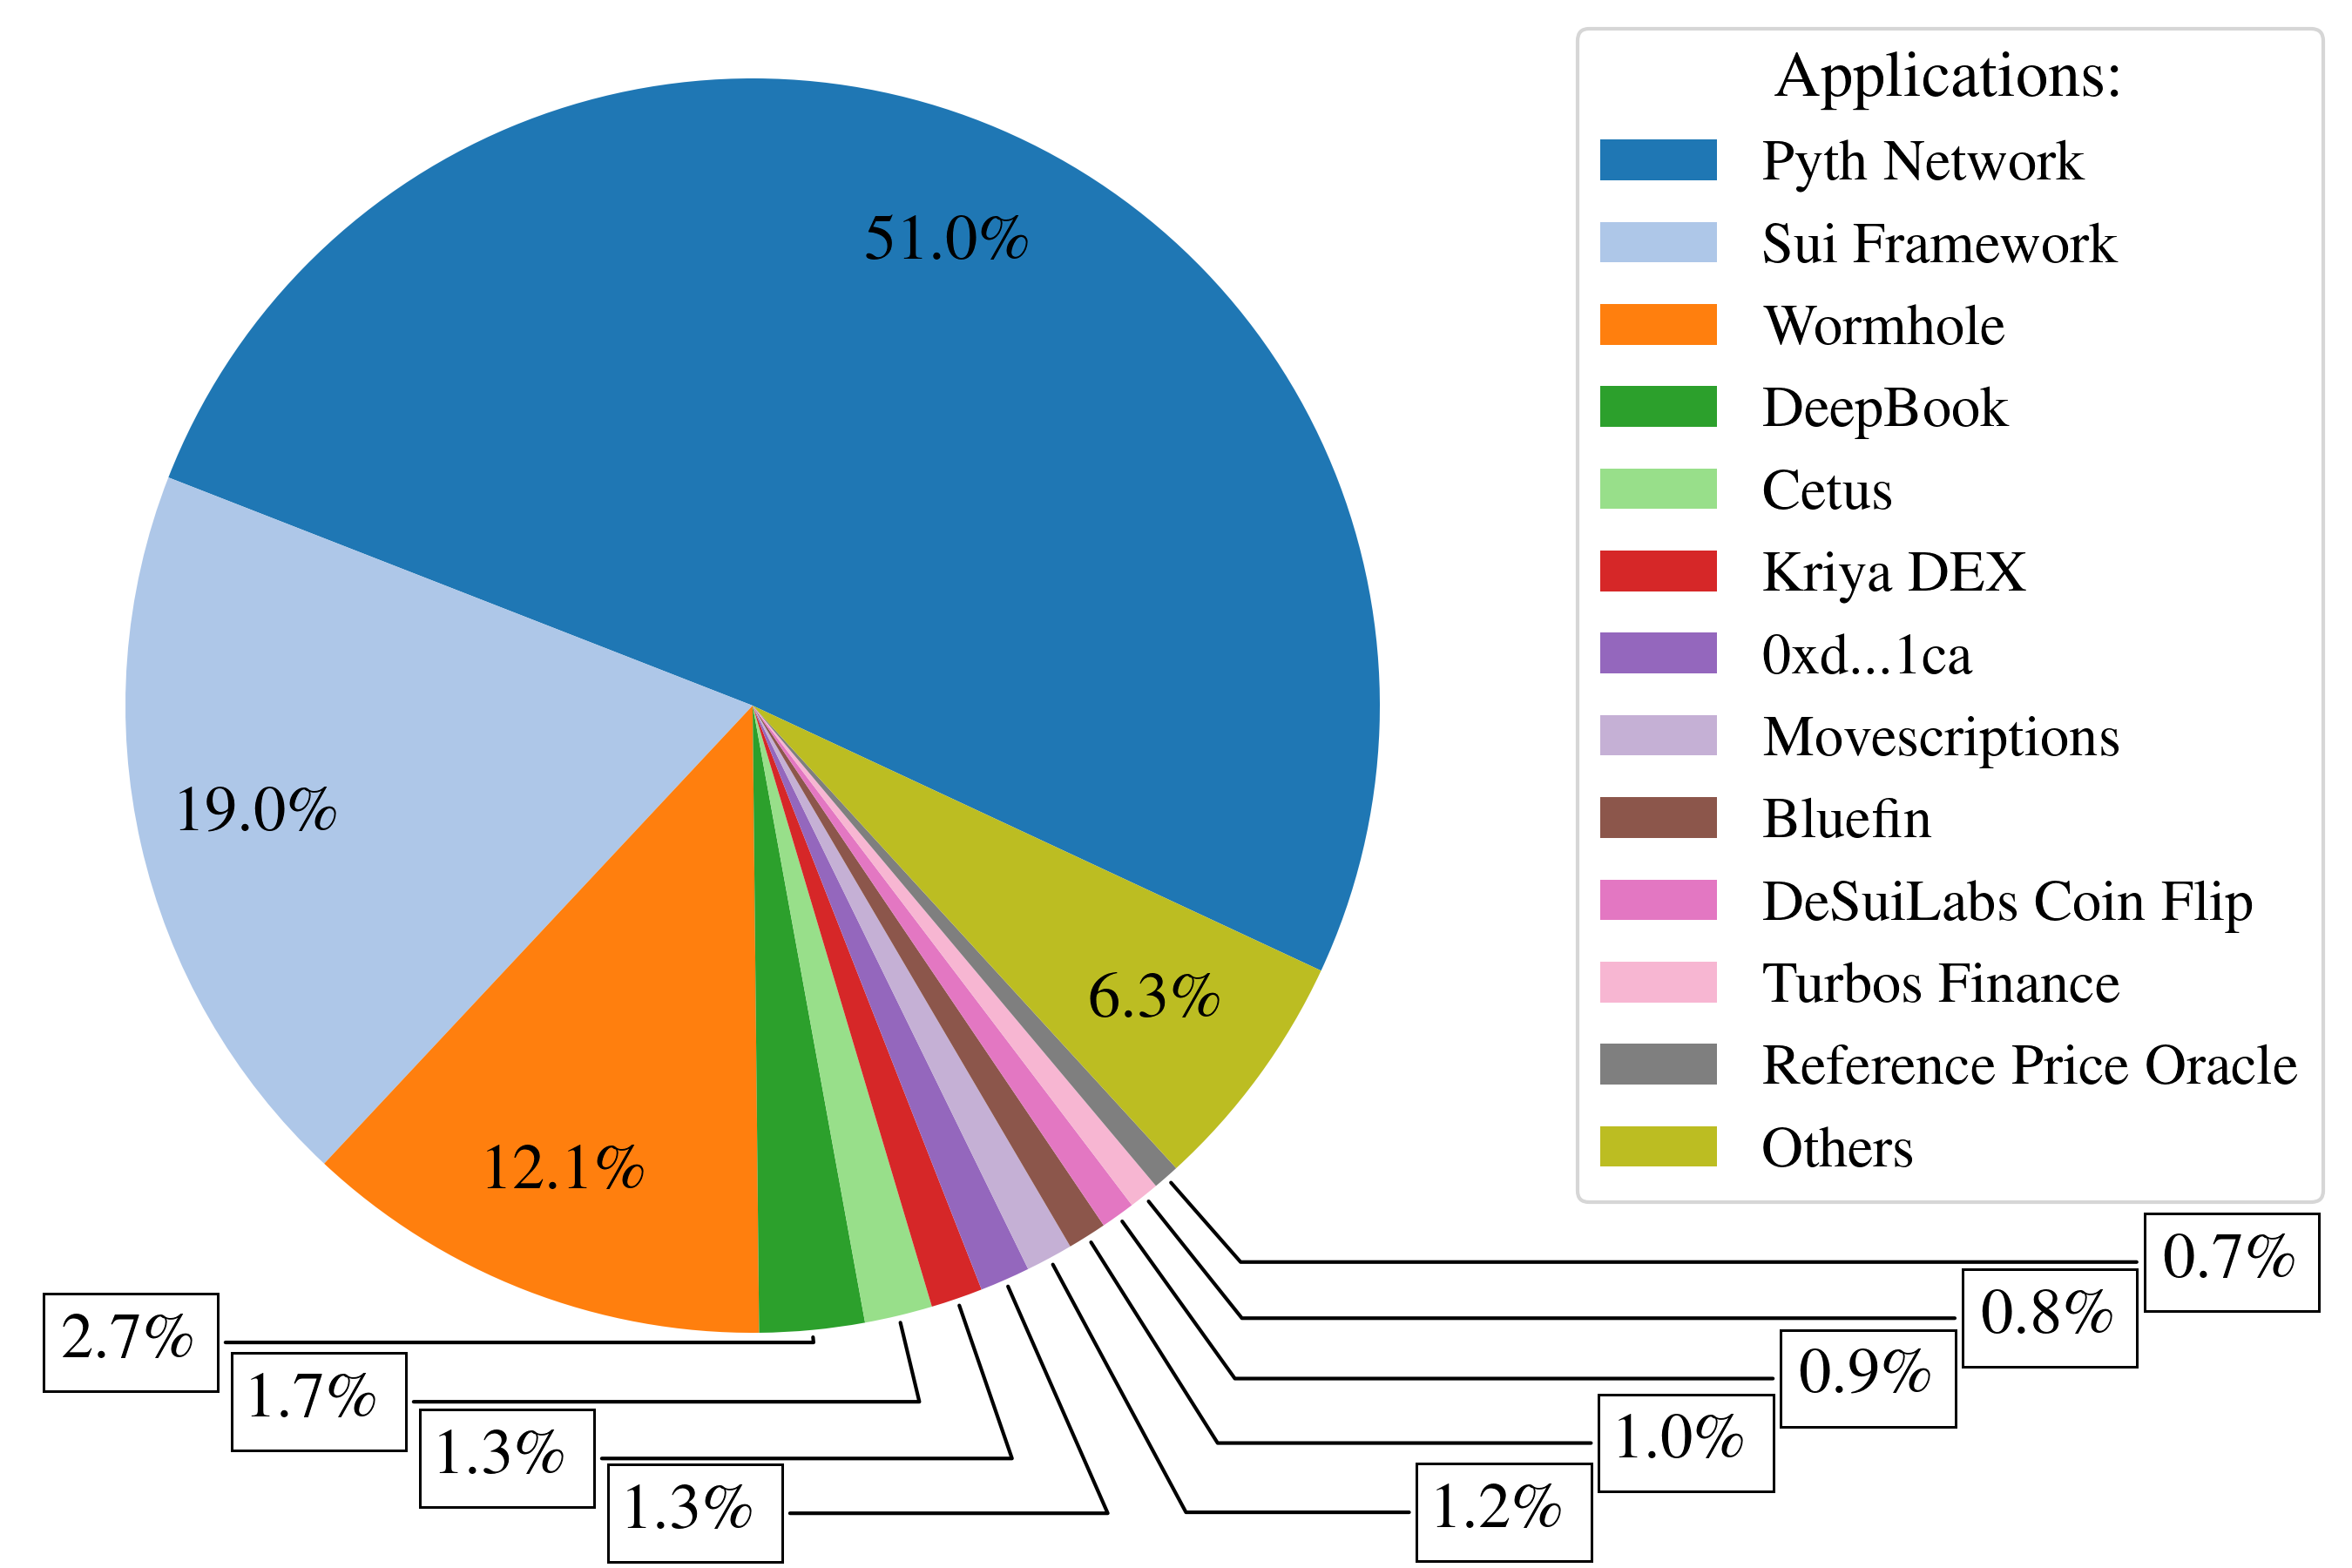 Applications:
Pyth Network
Sui Framework
Wormhole
DeepBook
Cetus
Kriya DEX
0xd...1ca
Movescriptions
Bluefin
DeSuiLabs Coin Flip
Turbos Finance
Reference Price Oracle
Others
51.0%
19.0%
12.1%
6.3%
2.7%
1.7%
1.3%
1.3%
1.2%
1.0%
0.9%
0.8%
0.7%